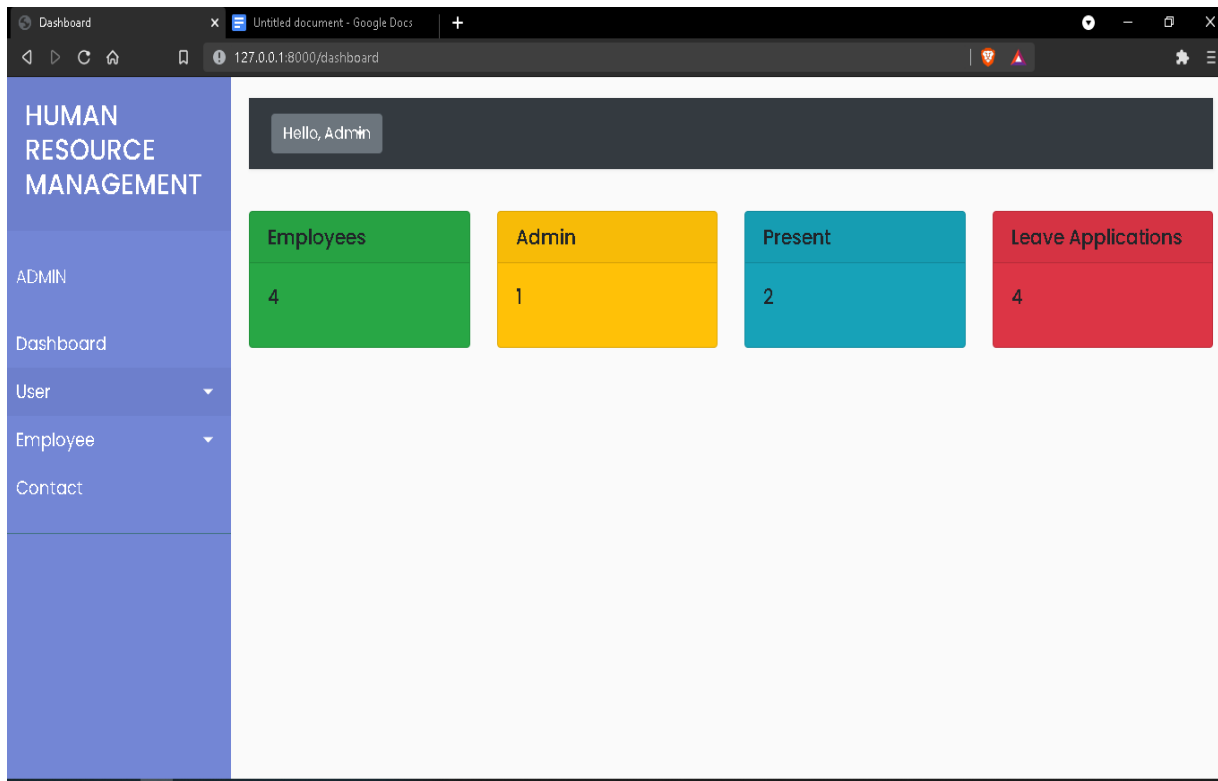 Dashboard
Untitled document - Google Docs
127.0.0.1:8000/dashboard
HUMAN
RESOURCE
MANAGEMENT
ADMIN
Dashboard
User
Employee
Contact
Hello, Admin
Employees
4
Admin
1
Present
2
Leave Applications
4